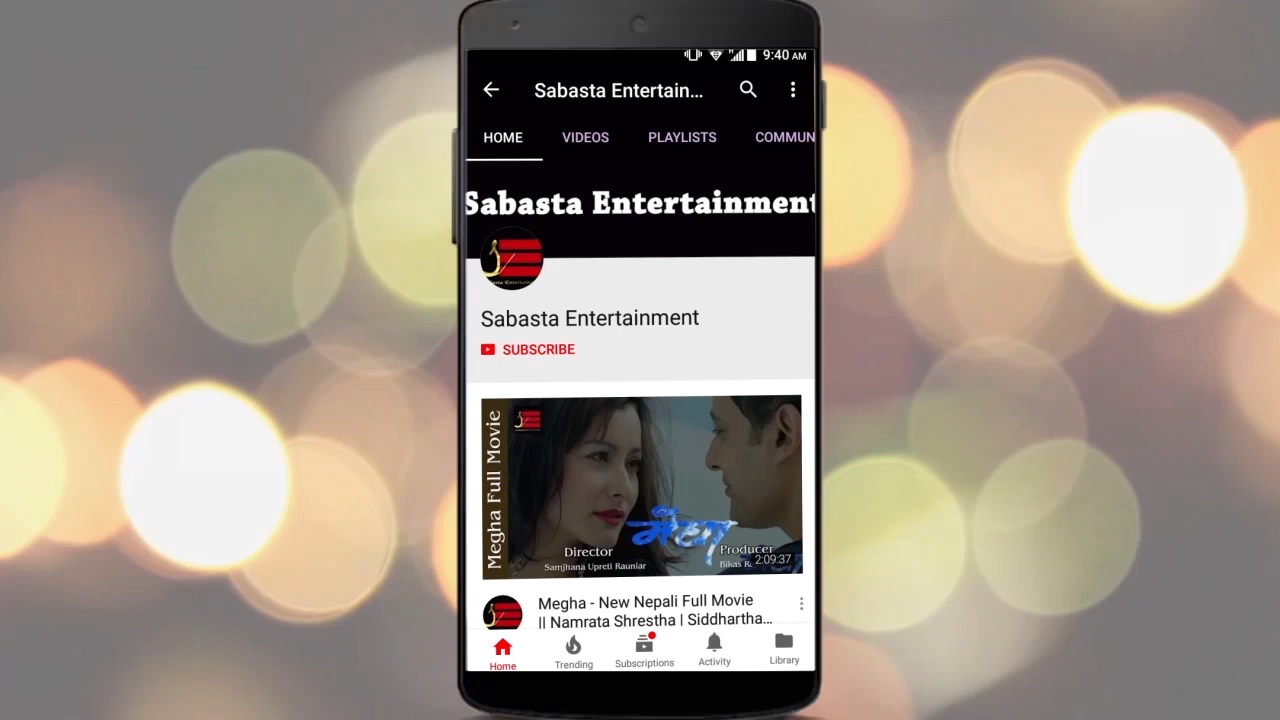 9:40 AM
Sabasta Entertain...
HOME VIDEOS PLAYLISTS COMMUN
Sabasta Entertainment
Sabasta Entertainment
SUBSCRIBE
Megha Full Movie
मेघा
Director
Samjhana Upreti Rauniar
Producer
Bikas R.
2:09:37
Megha - New Nepali Full Movie
|| Namrata Shrestha | Siddhartha...
Home Trending Subscriptions Activity Library